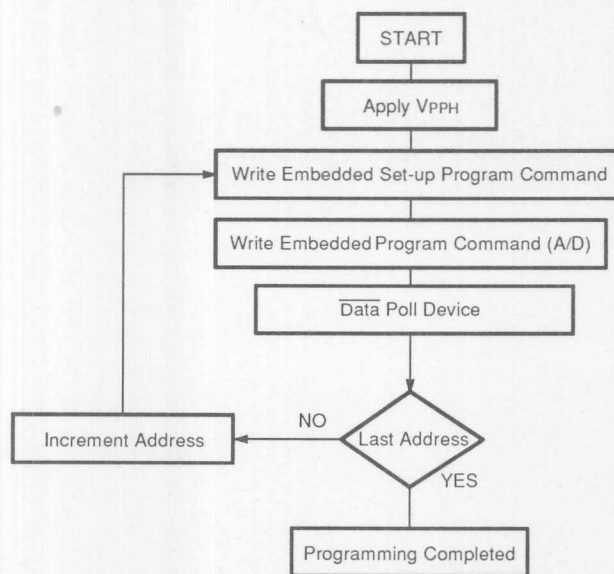 START
Apply VPPH
Write Embedded Set-up Program Command
Write Embedded Program Command (A/D)
Data Poll Device
NO
Increment Address
Last Address
YES
Programming Completed